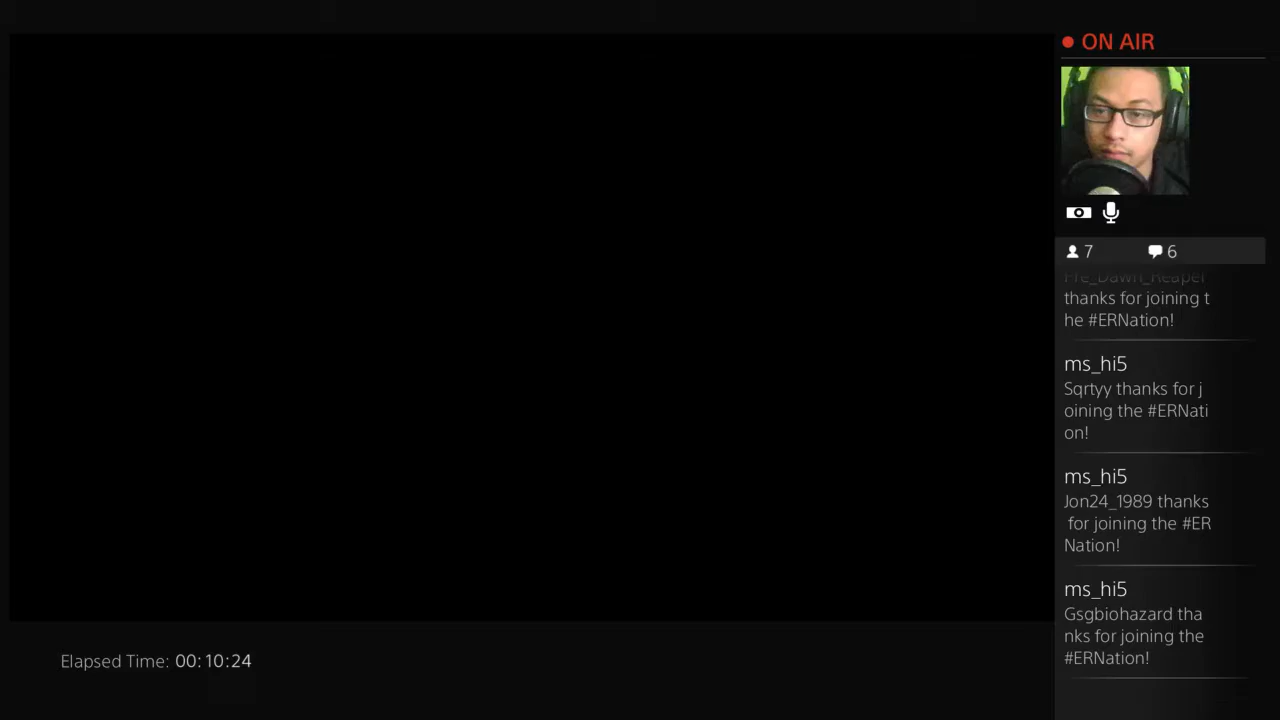 ON AIR
7 6
Pre_Dawn_Reaper
thanks for joining t
he #ERNation!
ms_hi5
Sqrtyy thanks for j
oining the #ERNati
on!
ms_hi5
Jon24_1989 thanks
for joining the #ER
Nation!
ms_hi5
Gsgbiohazard tha
nks for joining the
#ERNation!
Elapsed Time: 00:10:24